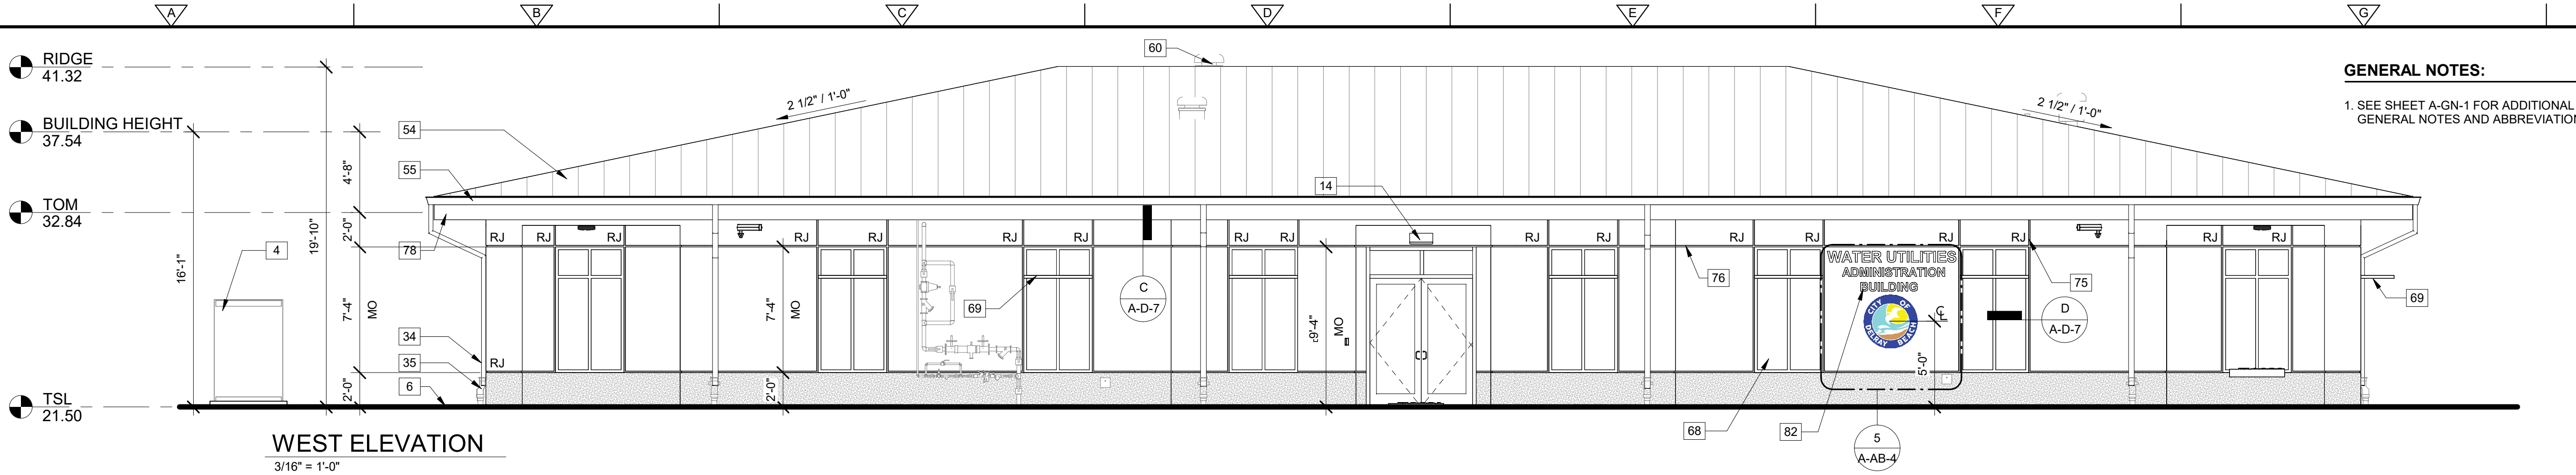 A B C D E F G
RIDGE
41.32
BUILDING HEIGHT
37.54
TOM
32.84
TSL
21.50
16'-1"
19'-10"
4'-8"
2'-0"
7'-4"
MO
2'-0"
4
54
55
78
34
35
6
2 1/2" / 1'-0"
60
2 1/2" / 1'-0"
GENERAL NOTES:
1. SEE SHEET A-GN-1 FOR ADDITIONAL
GENERAL NOTES AND ABBREVIATION
14
RJ RJ RJ RJ RJ RJ RJ RJ RJ RJ RJ RJ RJ RJ RJ RJ
RJ
7'-4"
MO
2'-0"
69
C
A-D-7
9'-4"
MO
76
WATER UTILITIES
ADMINISTRATION
BUILDING
CITY OF
DELRAY BEACH
CL
5'-0"
75
D
A-D-7
69
68
82
5
A-AB-4
WEST ELEVATION
3/16" = 1'-0"